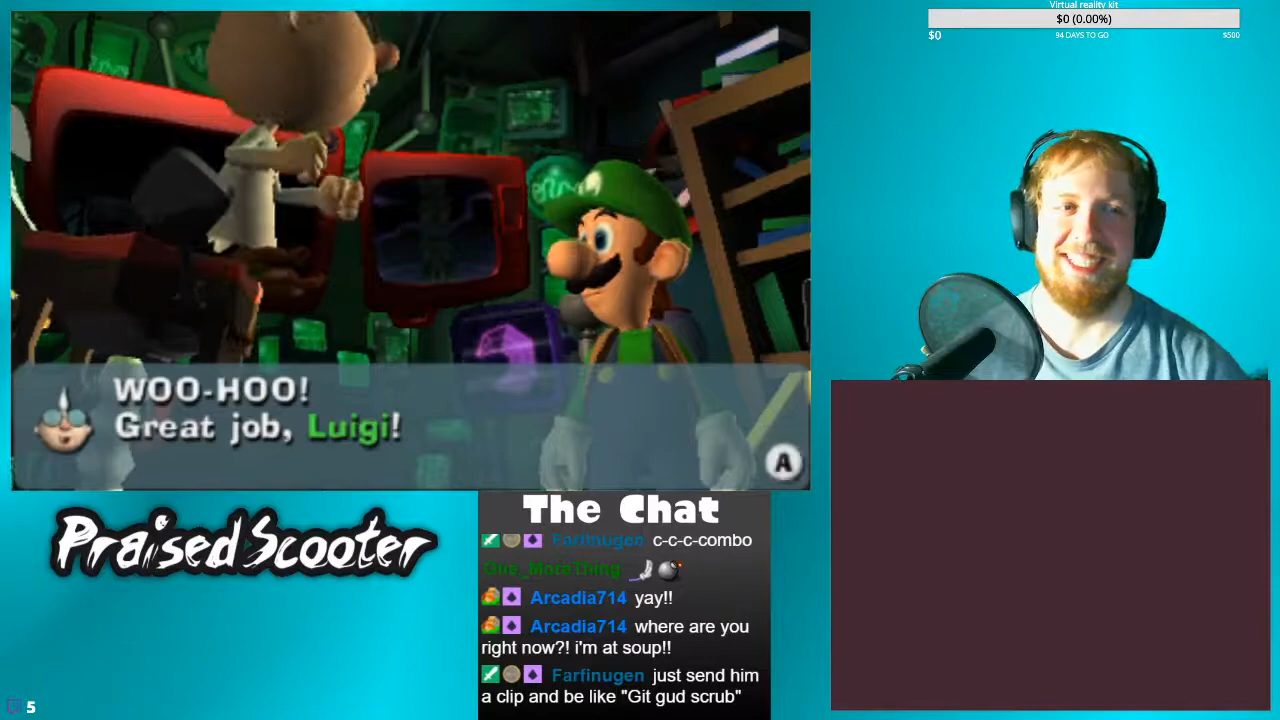 Virtual reality kit
$0 (0.00%)
$0 94 DAYS TO GO $500
WOO-HOO!
Great job, Luigi!
A
PraisedScooter
The Chat
Farfinugen c-c-c-combo
Gus_MoreThing
Arcadia714 yay!!
Arcadia714 where are you
right now?! i'm at soup!!
Farfinugen just send him
a clip and be like "Git gud scrub"
5